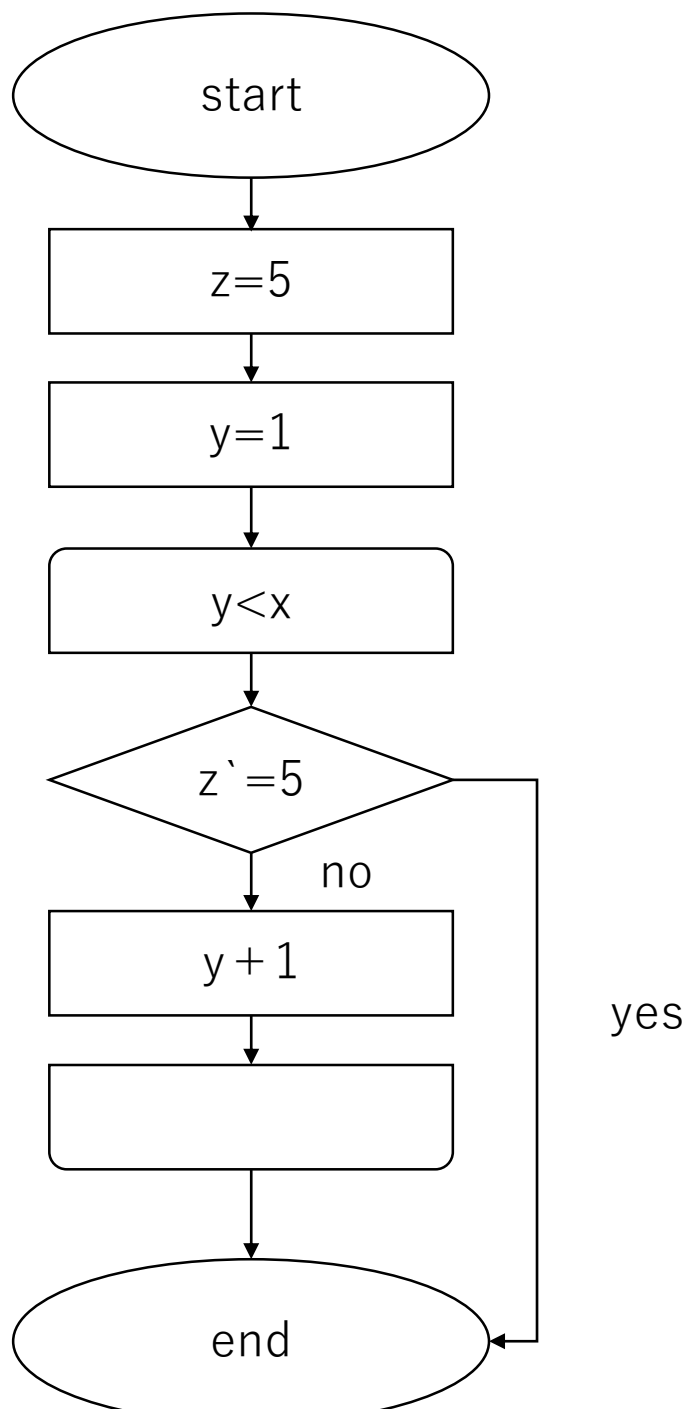 start
z=5
y=1
y<x
z`=5
no
y+1
yes
end